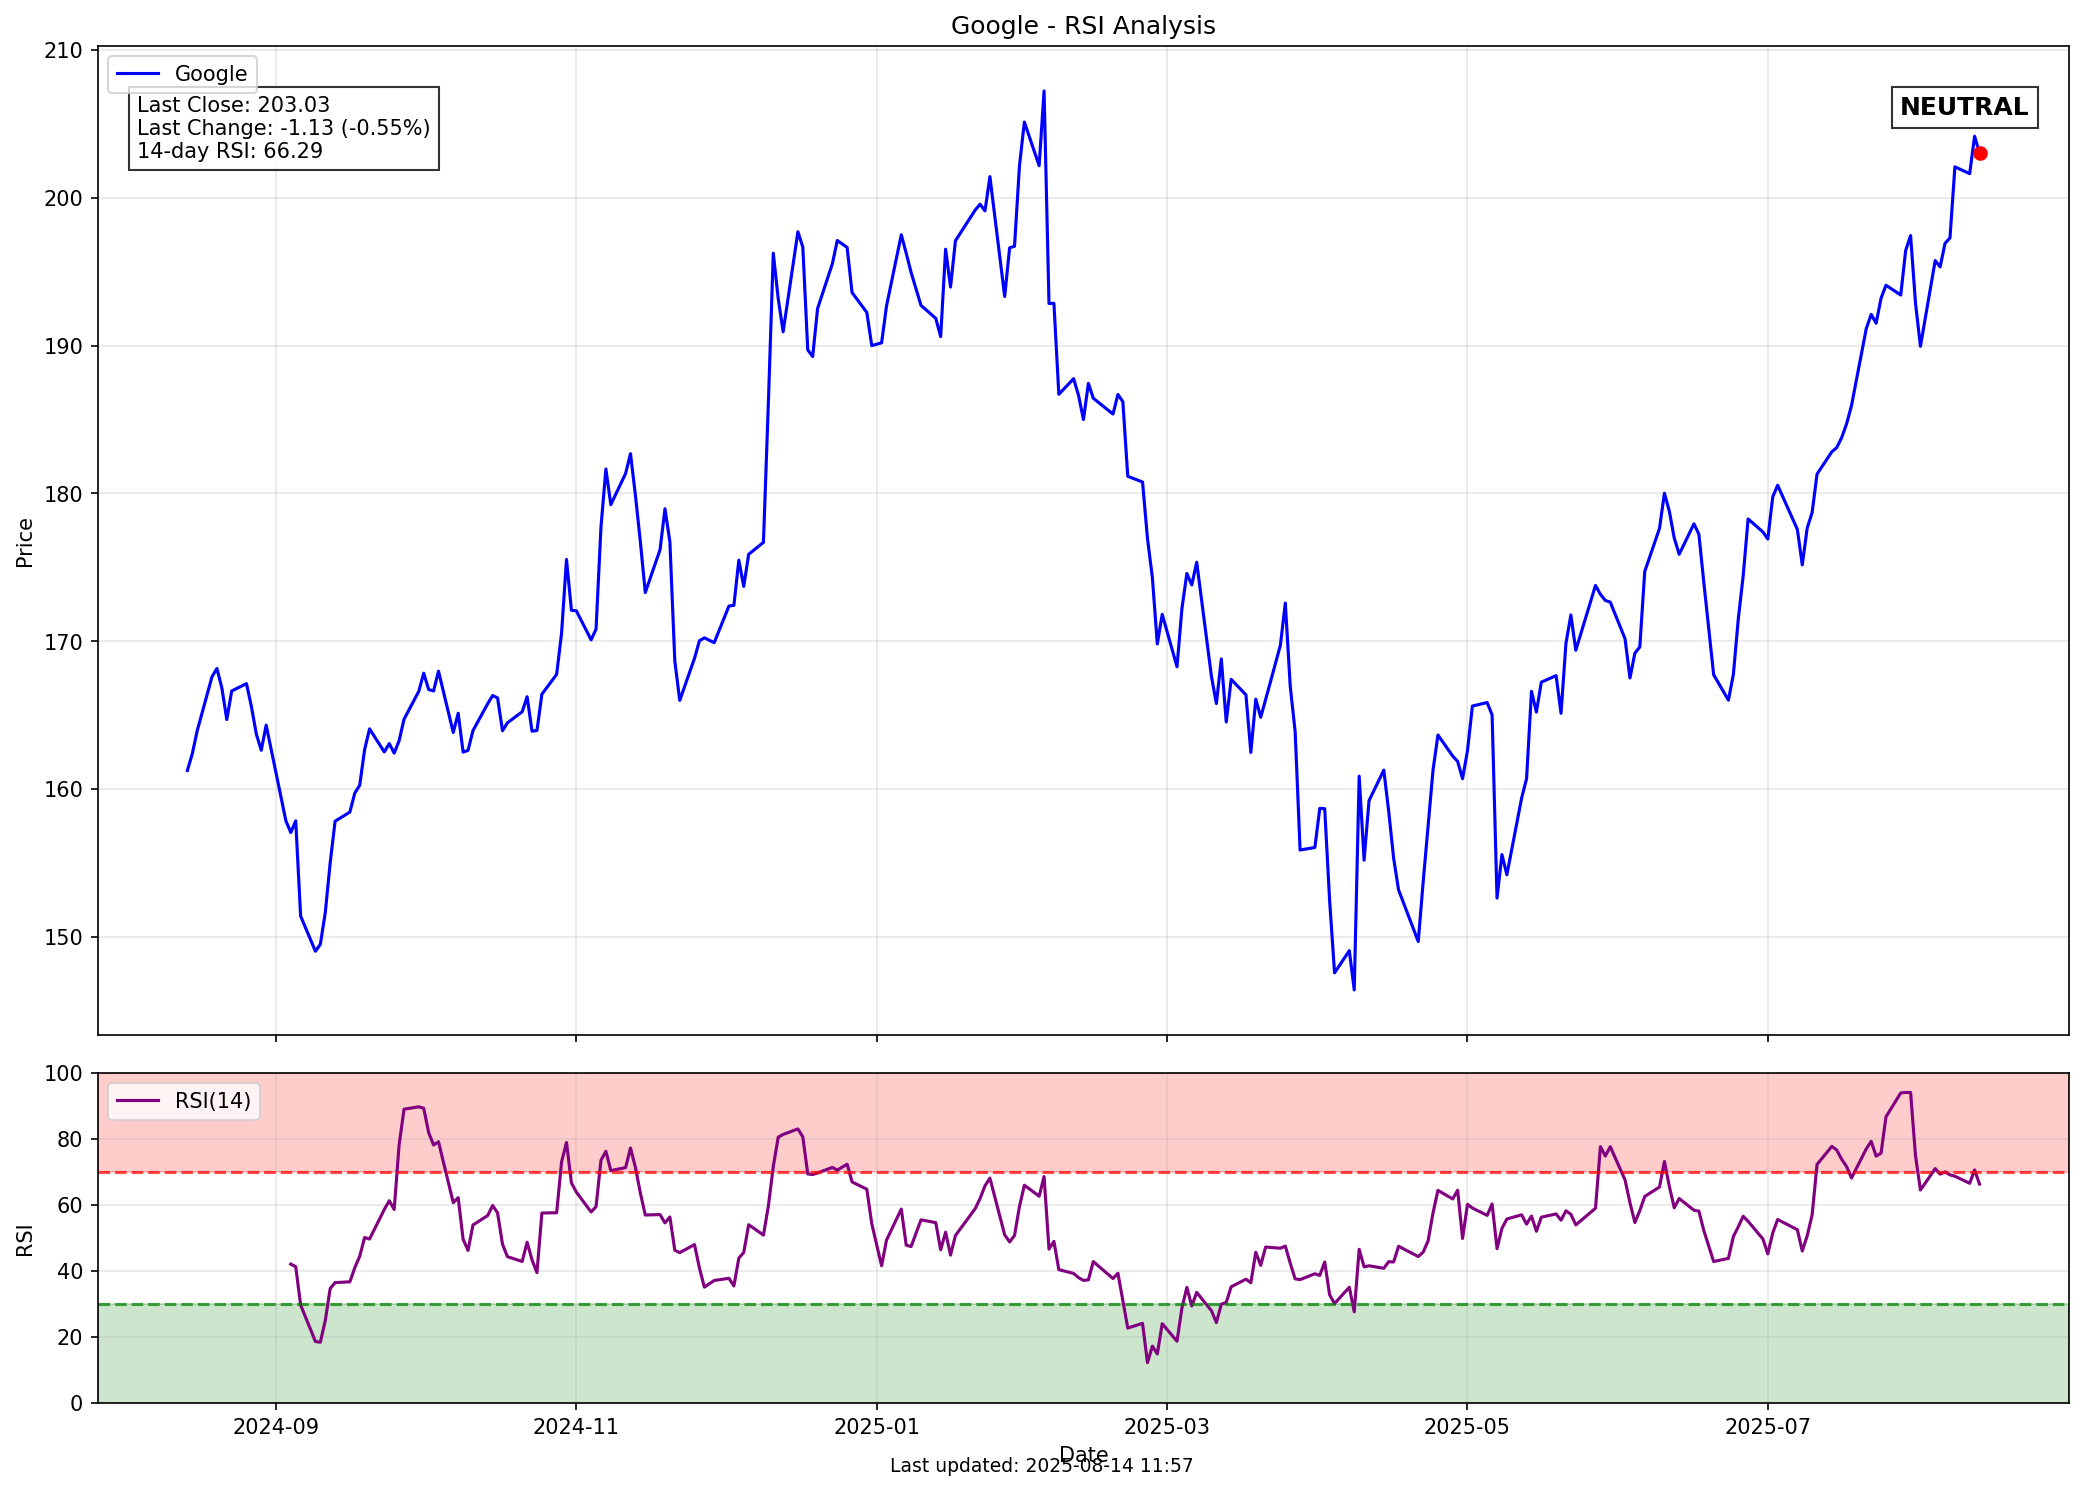 Google - RSI Analysis
Google
Last Close: 203.03
Last Change: -1.13 (-0.55%)
14-day RSI: 66.29
NEUTRAL
Price
210
200
190
180
170
160
150
RSI(14)
RSI
100
80
60
40
20
0
2024-09
2024-11
2025-01
2025-03
2025-05
2025-07
Date
Last updated: 2025-08-14 11:57